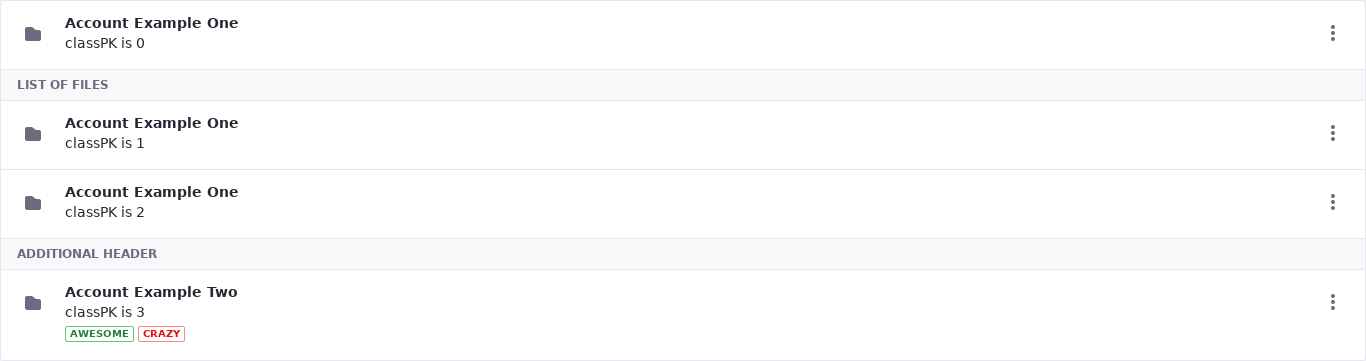 Account Example One
classPK is 0
LIST OF FILES
Account Example One
classPK is 1
Account Example One
classPK is 2
ADDITIONAL HEADER
Account Example Two
classPK is 3
AWESOME CRAZY